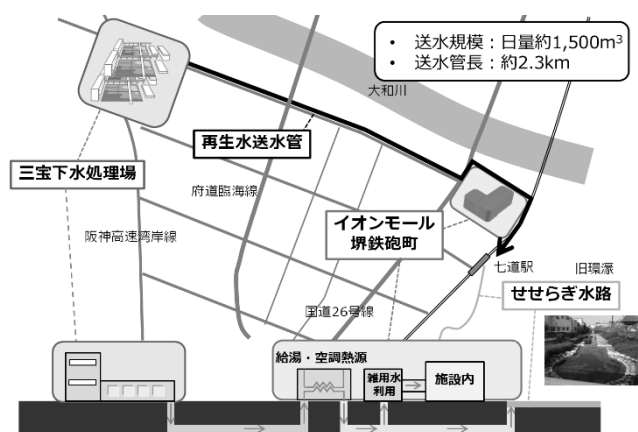 • 送水規模：日量約1,500m³
• 送水管長：約2.3km
大和川
再生水送水管
三宝下水処理場
府道臨海線
イオンモール
堺鉄砲町
阪神高速湾岸線
七道駅
旧環濠
せせらぎ水路
国道26号線
給湯・空調熱源
雑用水
利用
施設内